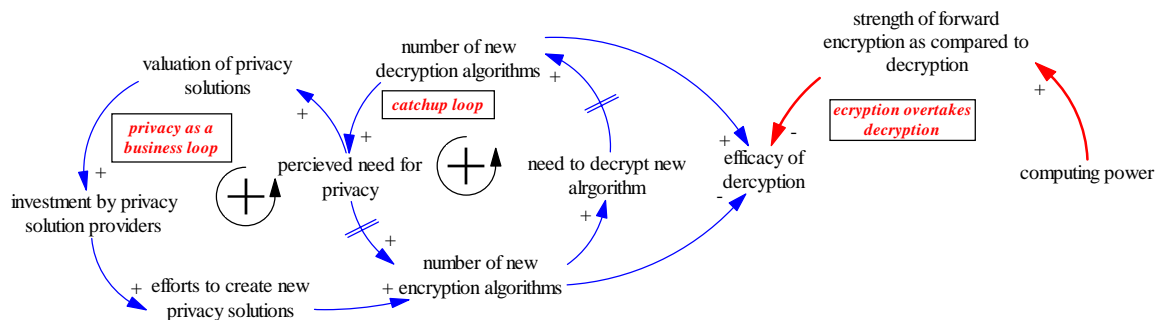 strength of forward
encryption as compared to
decryption
number of new
decryption algorithms
valuation of privacy
solutions
+
+
+
catchup loop
ecryption overtakes
decryption
privacy as a
business loop
+
+
-
+
percieved need for
privacy
+
need to decrypt new
alrgorithm
efficacy of
dercyption
computing power
+
+
investment by privacy
solution providers
+
-
+
number of new
encryption algorithms
+
efforts to create new
privacy solutions
+